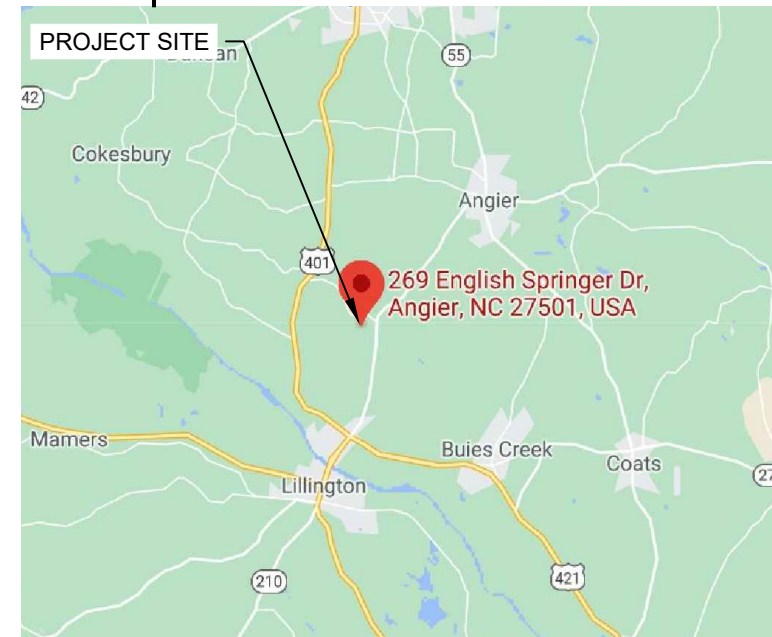 PROJECT SITE
55
42
Cokesbury
Angier
401
269 English Springer Dr,
Angier, NC 27501, USA
Mamers
Buies Creek
Coats
27
Lillington
210
421